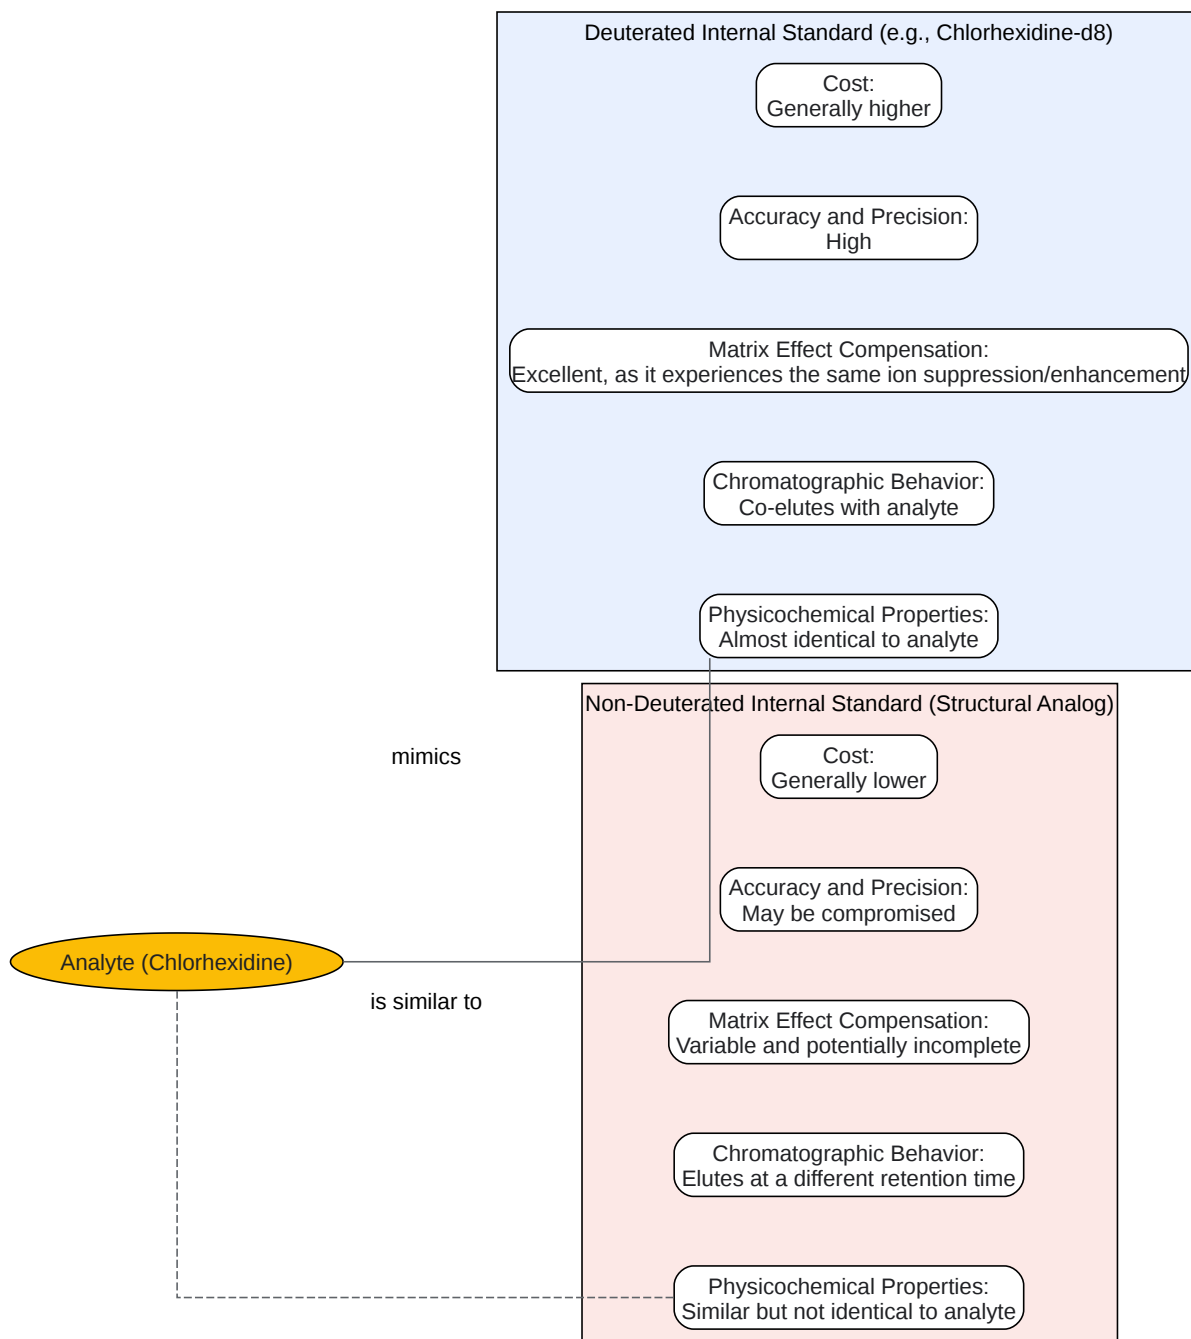 Deuterated Internal Standard (e.g., Chlorhexidine-d8)
Cost:
Generally higher
Accuracy and Precision:
High
Matrix Effect Compensation:
Excellent, as it experiences the same ion suppression/enhancement
Chromatographic Behavior:
Co-elutes with analyte
Physicochemical Properties:
Almost identical to analyte
Non-Deuterated Internal Standard (Structural Analog)
Cost:
Generally lower
mimics
Accuracy and Precision:
May be compromised
Analyte (Chlorhexidine)
is similar to
Matrix Effect Compensation:
Variable and potentially incomplete
Chromatographic Behavior:
Elutes at a different retention time
Physicochemical Properties:
Similar but not identical to analyte